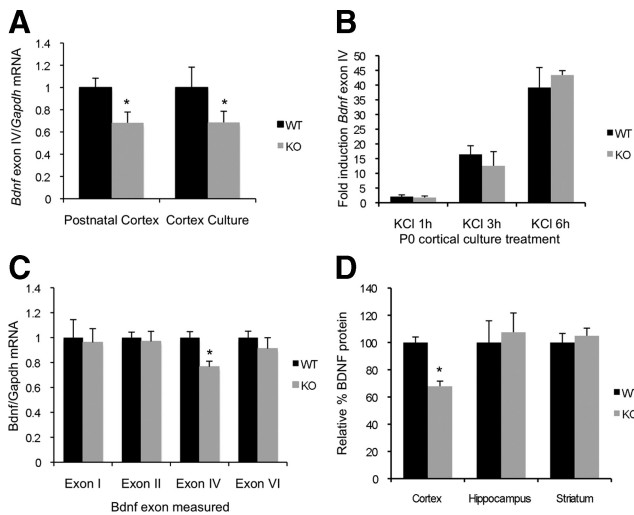 A
Bdnf exon IV/Gapdh mRNA
1.4
1.2
1
0.8
0.6
0.4
0.2
0
*
*
Postnatal Cortex
Cortex Culture
WT
KO
B
Fold induction Bdnf exon IV
50
45
40
35
30
25
20
15
10
5
0
KCl 1h
KCl 3h
KCl 6h
P0 cortical culture treatment
WT
KO
C
Bdnf/Gapdh mRNA
1.4
1.2
1
0.8
0.6
0.4
0.2
0
*
Exon I
Exon II
Exon IV
Exon VI
Bdnf exon measured
WT
KO
D
Relative % BDNF protein
140
120
100
80
60
40
20
0
*
Cortex
Hippocampus
Striatum
WT
KO